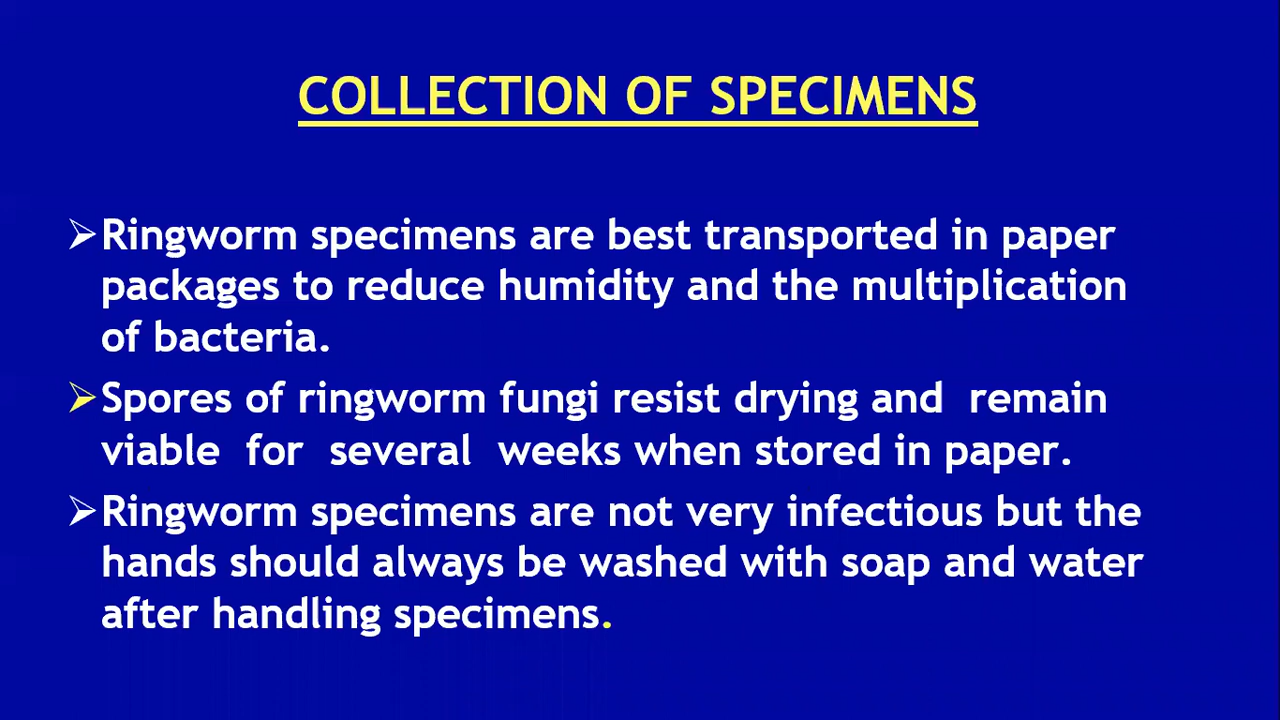 COLLECTION OF SPECIMENS
➢Ringworm specimens are best transported in paper
packages to reduce humidity and the multiplication
of bacteria.
➢Spores of ringworm fungi resist drying and  remain
viable  for  several  weeks when stored in paper.
➢Ringworm specimens are not very infectious but the
hands should always be washed with soap and water
after handling specimens.